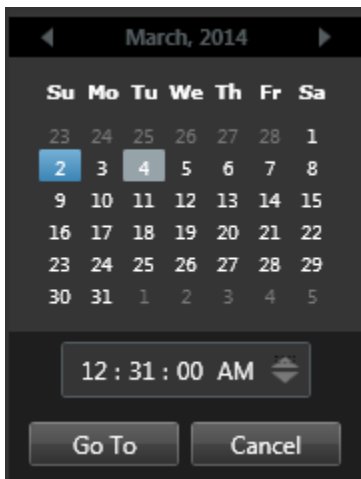 March, 2014
Su Mo Tu We Th Fr Sa
23 24 25 26 27 28 1
2 3 4 5 6 7 8
9 10 11 12 13 14 15
16 17 18 19 20 21 22
23 24 25 26 27 28 29
30 31 1 2 3 4 5
12 : 31 : 00 AM
Go To Cancel